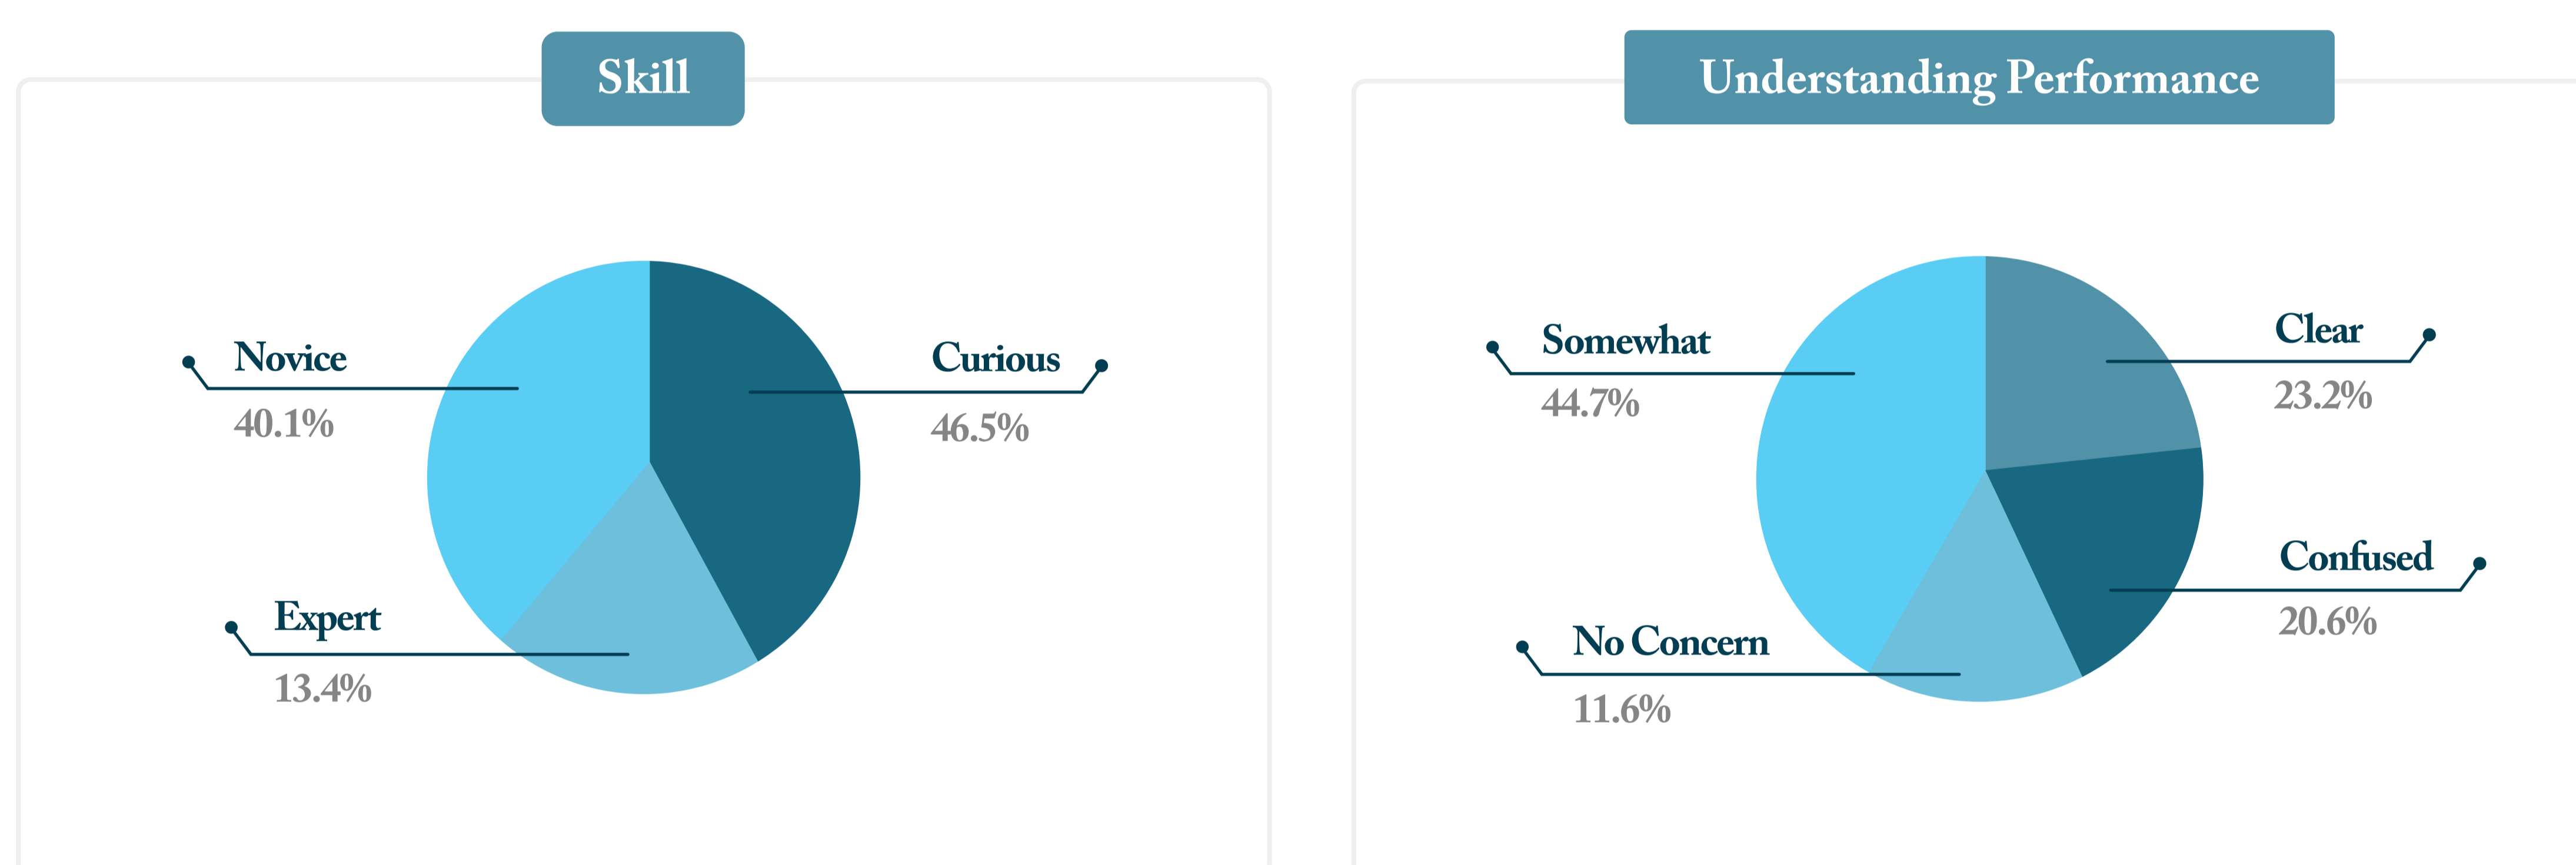 Skill
Novice
40.1%
Curious
46.5%
Expert
13.4%
Understanding Performance
Somewhat
44.7%
Clear
23.2%
Confused
20.6%
No Concern
11.6%